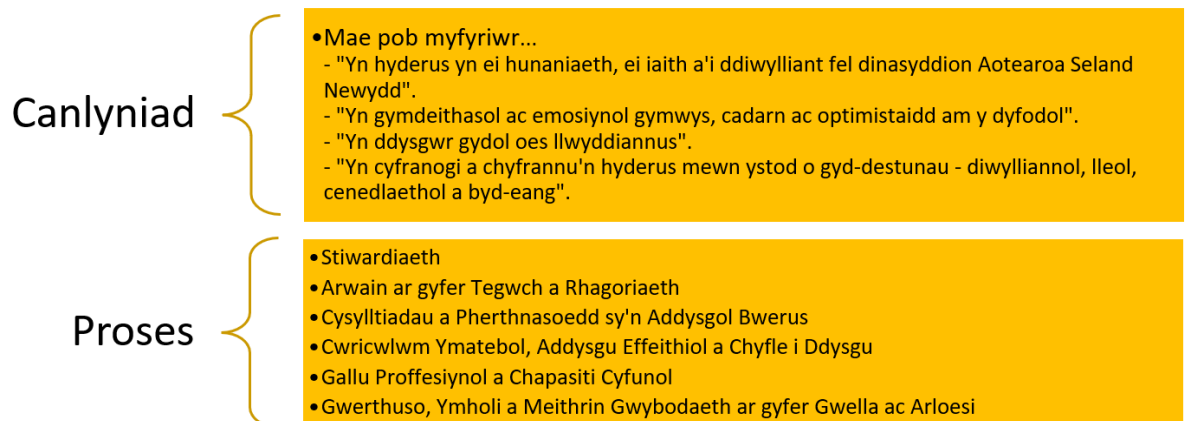 Canlyniad
•Mae pob myfyriwr...
- "Yn hyderus yn ei hunaniaeth, ei iaith a'i ddiwylliant fel dinasyddion Aotearoa Seland
Newydd".
- "Yn gymdeithasol ac emosiynol gymwys, cadarn ac optimistaidd am y dyfodol".
- "Yn ddysgwr gydol oes llwyddiannus".
- "Yn cyfranogi a chyfrannu'n hyderus mewn ystod o gyd-destunau - diwylliannol, lleol,
cenedlaethol a byd-eang".
Proses
•Stiwardiaeth
•Arwain ar gyfer Tegwch a Rhagoriaeth
•Cysylltiadau a Pherthnasoedd sy'n Addysgol Bwerus
•Cwricwlwm Ymatebol, Addysgu Effeithiol a Chyfle i Ddysgu
•Gallu Proffesiynol a Chapasiti Cyfunol
•Gwerthuso, Ymholi a Meithrin Gwybodaeth ar gyfer Gwella ac Arloesi